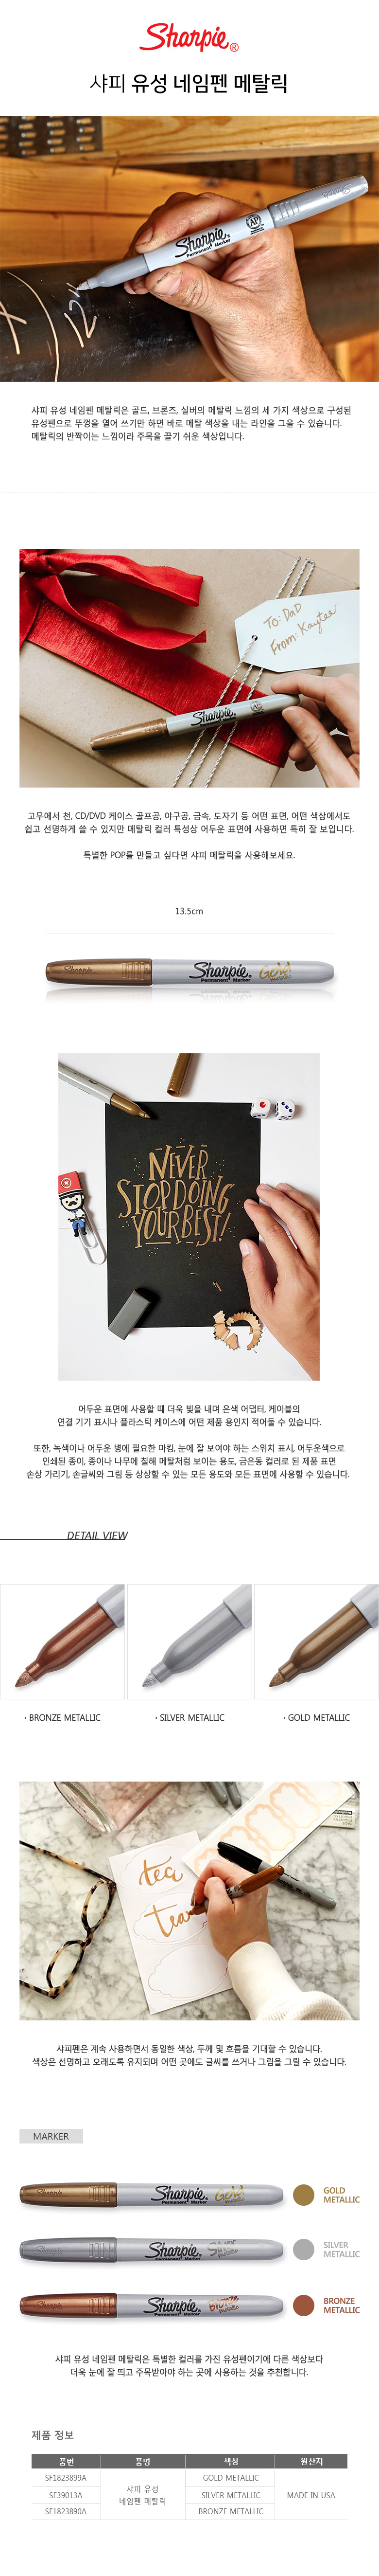 Sharpie®
샤피 유성 네임펜 메탈릭
Sharpie®
Permanent Marker
AP
샤피 유성 네임펜 메탈릭은 골드, 브론즈, 실버의 메탈릭 느낌의 세 가지 색상으로 구성된
유성펜으로 뚜껑을 열어 쓰기만 하면 바로 메탈 색상을 내는 라인을 그을 수 있습니다.
메탈릭의 반짝이는 느낌이라 주목을 끌기 쉬운 색상입니다.
To: DaD
From: Kaytee
Sharpie
고무에서 천, CD/DVD 케이스 골프공, 야구공, 금속, 도자기 등 어떤 표면, 어떤 색상에서도
쉽고 선명하게 쓸 수 있지만 메탈릭 컬러 특성상 어두운 표면에 사용하면 특히 잘 보입니다.
특별한 POP를 만들고 싶다면 샤피 메탈릭을 사용해보세요.
13.5cm
Sharpie
Sharpie® Gold
Permanent Marker
NEVER
STOP DOING
YOUR BEST!
어두운 표면에 사용할 때 더욱 빛을 내며 은색 어댑터, 케이블의
연결 기기 표시나 플라스틱 케이스에 어떤 제품 용인지 적어둘 수 있습니다.
또한, 녹색이나 어두운 병에 필요한 마킹, 눈에 잘 보여야 하는 스위치 표시, 어두운색으로
인쇄된 종이, 종이나 나무에 칠해 메탈처럼 보이는 용도, 금은동 컬러로 된 제품 표면
손상 가리기, 손글씨와 그림 등 상상할 수 있는 모든 용도와 모든 표면에 사용할 수 있습니다.
DETAIL VIEW
· BRONZE METALLIC
· SILVER METALLIC
· GOLD METALLIC
tea
Tea
샤피펜은 계속 사용하면서 동일한 색상, 두께 및 흐름을 기대할 수 있습니다.
색상은 선명하고 오래도록 유지되며 어떤 곳에도 글씨를 쓰거나 그림을 그릴 수 있습니다.
MARKER
Sharpie® Gold
Permanent Marker
GOLD
METALLIC
Sharpie® Silver
Permanent Marker
SILVER
METALLIC
Sharpie® Bronze
Permanent Marker
BRONZE
METALLIC
샤피 유성 네임펜 메탈릭은 특별한 컬러를 가진 유성펜이기에 다른 색상보다
더욱 눈에 잘 띄고 주목받아야 하는 곳에 사용하는 것을 추천합니다.
제품 정보
품번 품명 색상 원산지
SF1823899A 샤피 유성 네임펜 메탈릭 GOLD METALLIC MADE IN USA
SF39013A SILVER METALLIC
SF1823890A BRONZE METALLIC